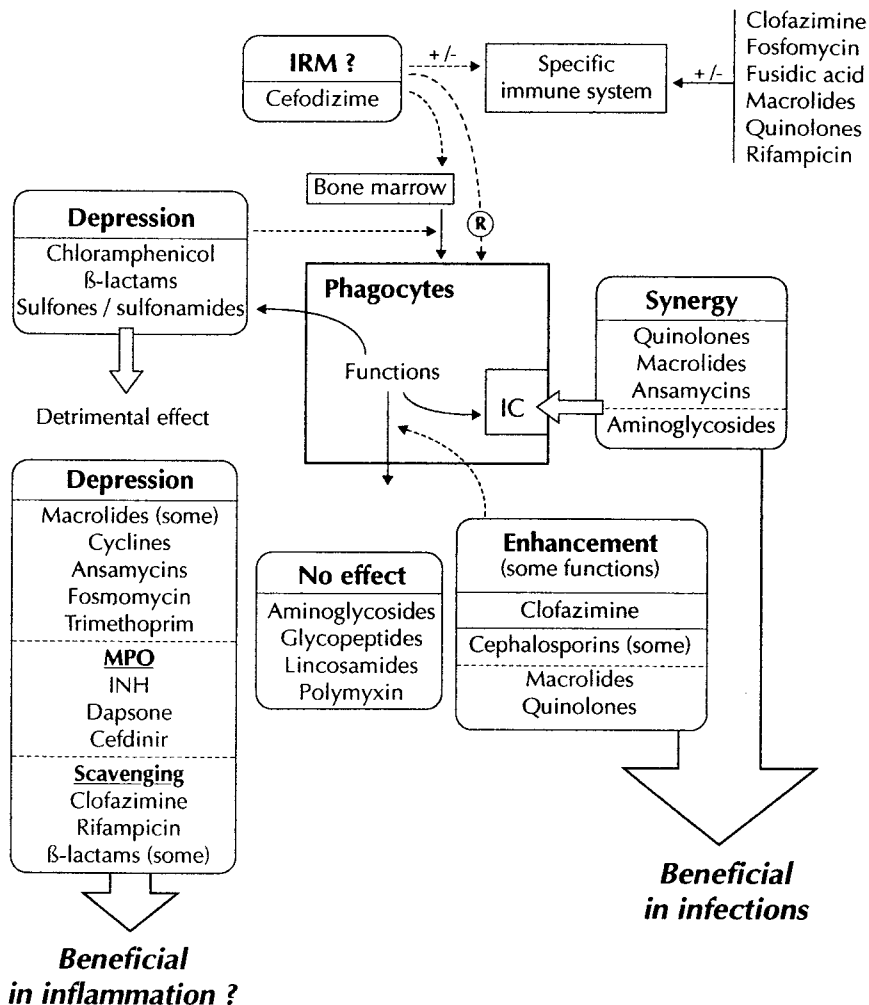 IRM ?
Cefodizime
+/-
Specific
immune system
+/-
Clofazimine
Fosfomycin
Fusidic acid
Macrolides
Quinolones
Rifampicin
Bone marrow
R
Depression
Chloramphenicol
ß-lactams
Sulfones / sulfonamides
Detrimental effect
Phagocytes
Functions
IC
Synergy
Quinolones
Macrolides
Ansamycins
Aminoglycosides
Depression
Macrolides (some)
Cyclines
Ansamycins
Fosmomycin
Trimethoprim
MPO
INH
Dapsone
Cefdinir
Scavenging
Clofazimine
Rifampicin
ß-lactams (some)
No effect
Aminoglycosides
Glycopeptides
Lincosamides
Polymyxin
Enhancement
(some functions)
Clofazimine
Cephalosporins (some)
Macrolides
Quinolones
Beneficial
in infections
Beneficial
in inflammation ?